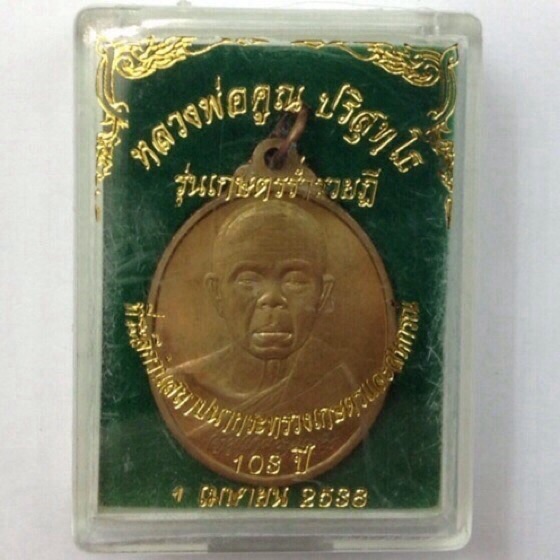 หลวงพ่อคูณ ปริสุทฺโธ
รุ่นเกษตรร่ำรวยทวี
ที่ระลึกวันสถาปนากระทรวงเกษตรและสหกรณ์
103 ปี
1 เมษายน 2538